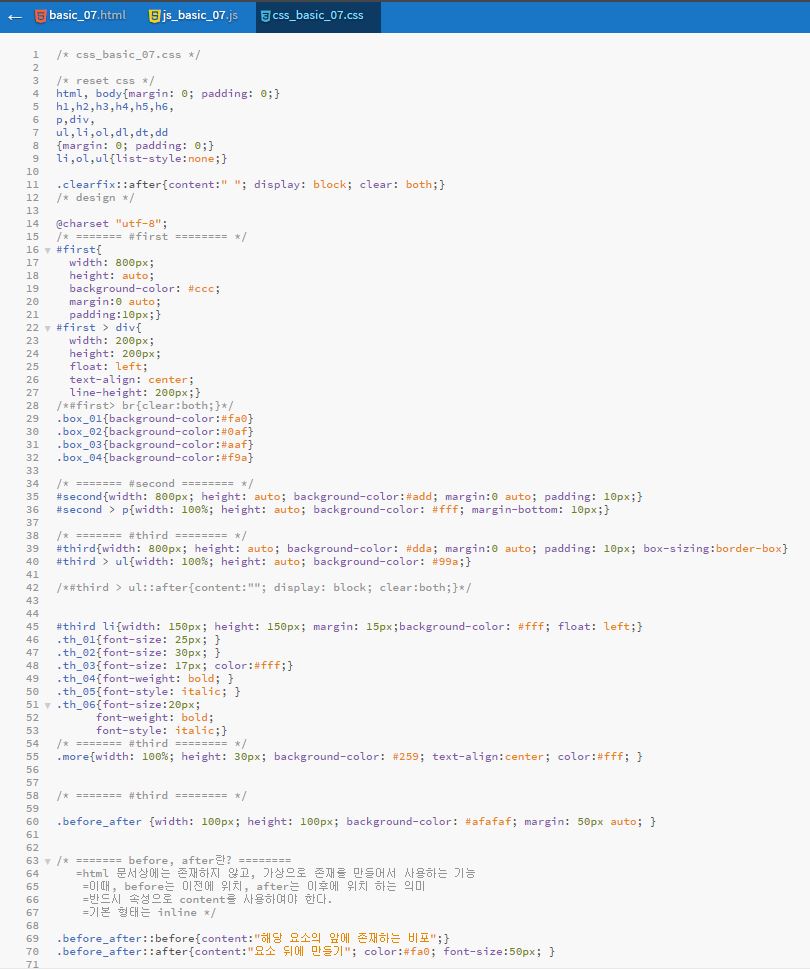 ← basic_07.html js_basic_07.js css_basic_07.css
1 /* css_basic_07.css */
2
3 /* reset css */
4 html, body{margin: 0; padding: 0;}
5 h1,h2,h3,h4,h5,h6,
6 p,div,
7 ul,li,ol,dl,dt,dd
8 {margin: 0; padding: 0;}
9 li,ol,ul{list-style:none;}
10
11 .clearfix::after{content:" "; display: block; clear: both;}
12 /* design */
13
14 @charset "utf-8";
15 /* ======= #first ======== */
16 #first{
17 width: 800px;
18 height: auto;
19 background-color: #ccc;
20 margin:0 auto;
21 padding:10px;}
22 #first > div{
23 width: 200px;
24 height: 200px;
25 float: left;
26 text-align: center;
27 line-height: 200px;}
28 /*#first> br{clear:both;}*/
29 .box_01{background-color:#fa0}
30 .box_02{background-color:#0af}
31 .box_03{background-color:#aaf}
32 .box_04{background-color:#f9a}
33
34 /* ======= #second ======== */
35 #second{width: 800px; height: auto; background-color:#add; margin:0 auto; padding: 10px;}
36 #second > p{width: 100%; height: auto; background-color: #fff; margin-bottom: 10px;}
37
38 /* ======= #third ======== */
39 #third{width: 800px; height: auto; background-color: #dda; margin:0 auto; padding: 10px; box-sizing:border-box}
40 #third > ul{width: 100%; height: auto; background-color: #99a;}
41
42 /*#third > ul::after{content:""; display: block; clear:both;}*/
43
44
45 #third li{width: 150px; height: 150px; margin: 15px;background-color: #fff; float: left;}
46 .th_01{font-size: 25px; }
47 .th_02{font-size: 30px; }
48 .th_03{font-size: 17px; color:#fff;}
49 .th_04{font-weight: bold; }
50 .th_05{font-style: italic; }
51 .th_06{font-size:20px;
52 font-weight: bold;
53 font-style: italic;}
54 /* ======= #third ======== */
55 .more{width: 100%; height: 30px; background-color: #259; text-align:center; color:#fff; }
56
57
58 /* ======= #third ======== */
59
60 .before_after {width: 100px; height: 100px; background-color: #afafaf; margin: 50px auto; }
61
62
63 /* ======= before, after란? ========
64 =html 문서상에는 존재하지 않고, 가상으로 존재를 만들어서 사용하는 기능
65 =이때, before는 이전에 위치, after는 이후에 위치 하는 의미
66 =반드시 속성으로 content를 사용하여야 한다.
67 =기본 형태는 inline */
68
69 .before_after::before{content:"해당 요소의 앞에 존재하는 비포";}
70 .before_after::after{content:"요소 뒤에 만들기"; color:#fa0; font-size:50px; }
71